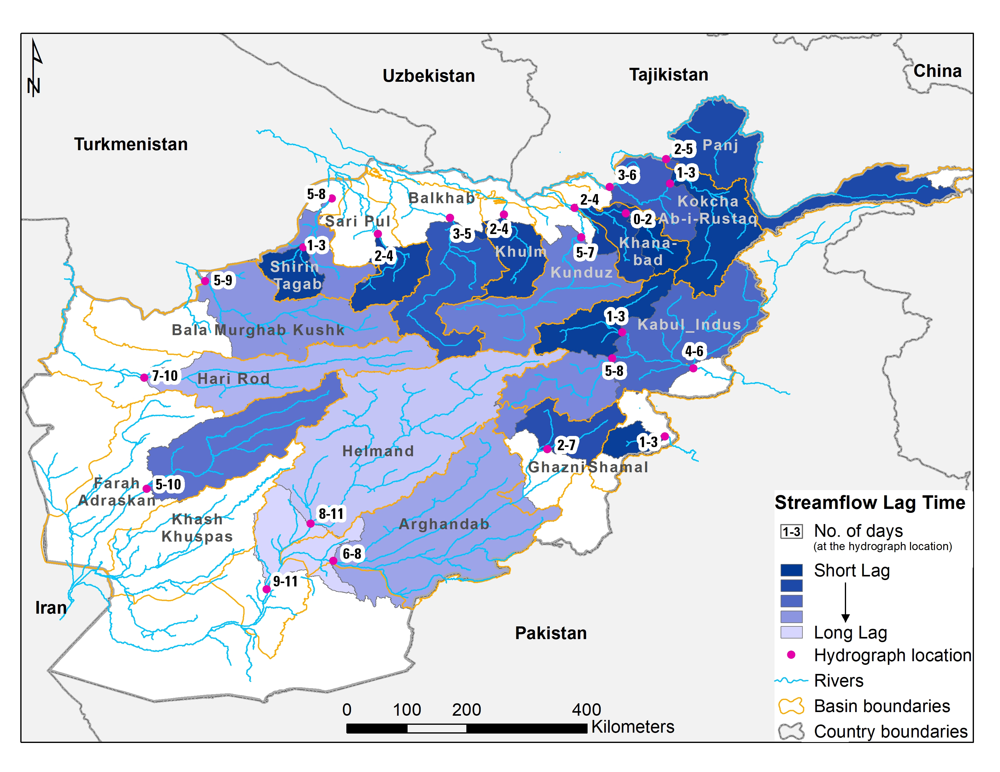 N
Uzbekistan
Tajikistan
China
Turkmenistan
Panj
2-5
3-6
1-3
5-8
Balkhab
2-4
Kokcha
Ab-i-Rustaq
0-2
Sari Pul
3-5
2-4
1-3
2-4
5-7
Khulm
Khana-
bad
Shirin
Tagab
Kunduz
5-9
1-3
Kabul_Indus
Bala Murghab Kushk
4-6
5-8
7-10
Hari Rod
Helmand
2-7
1-3
Ghazni
Shamal
Farah
Adraskan
5-10
Khash
Khuspas
8-11
Arghandab
6-8
9-11
Iran
Pakistan
Streamflow Lag Time
1-3
No. of days
(at the hydrograph location)
Short Lag
Long Lag
Hydrograph location
Rivers
Basin boundaries
Country boundaries
0 100 200 400
Kilometers